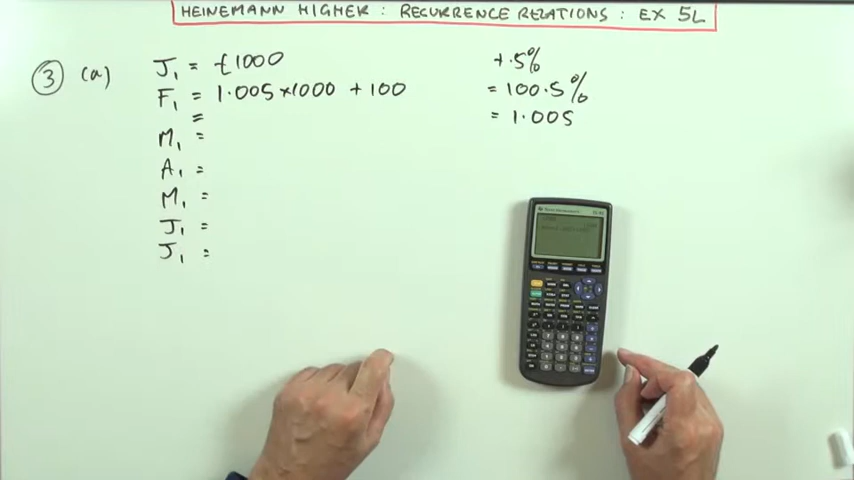 HEINEMANN HIGHER : RECURRENCE RELATIONS : EX 5L
3 (a) J₁ = £1000
F₁ = 1.005×1000 + 100
=
M₁ =
A₁ =
M₁ =
J₁ =
J₁ =
+.5%
= 100.5%
= 1.005